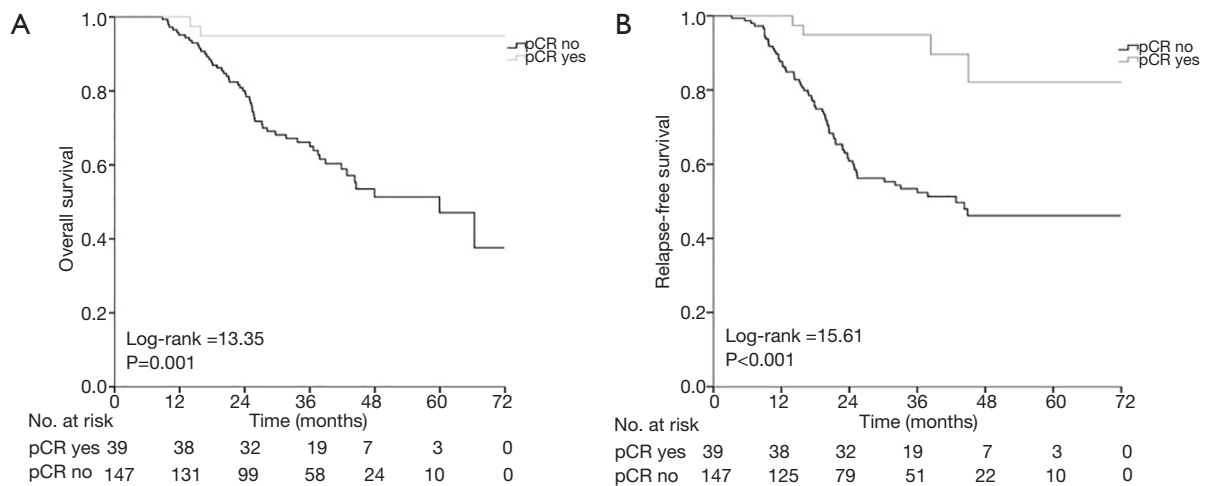 A
1.0
0.8
0.6
0.4
0.2
0.0
Overall survival
pCR no
pCR yes
Log-rank =13.35
P=0.001
0 12 24 36 48 60 72
No. at risk
Time (months)
pCR yes 39 38 32 19 7 3 0
pCR no 147 131 99 58 24 10 0
B
1.0
0.8
0.6
0.4
0.2
0.0
Relapse-free survival
pCR no
pCR yes
Log-rank =15.61
P<0.001
0 12 24 36 48 60 72
No. at risk
Time (months)
pCR yes 39 38 32 19 7 3 0
pCR no 147 125 79 51 22 10 0